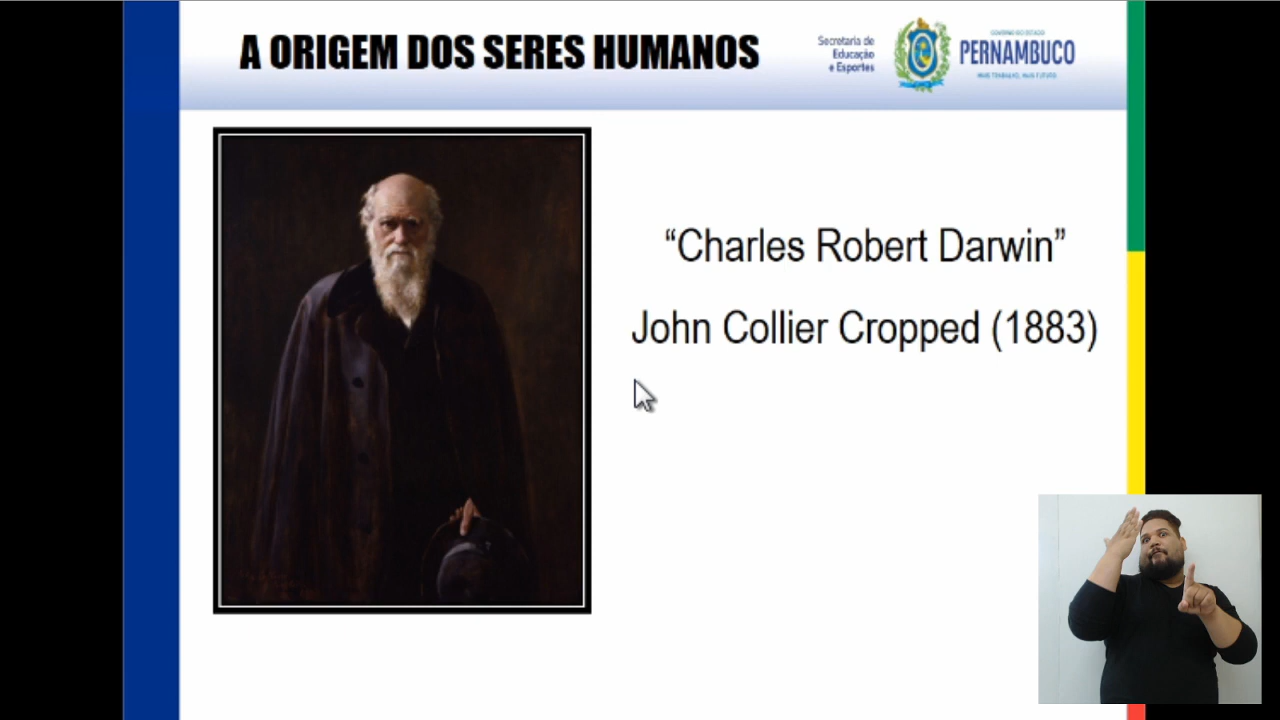 A ORIGEM DOS SERES HUMANOS
Secretaria de
Educação
e Esportes
GOVERNO DO ESTADO
PERNAMBUCO
MAIS TRABALHO, MAIS FUTURO.
“Charles Robert Darwin”
John Collier Cropped (1883)